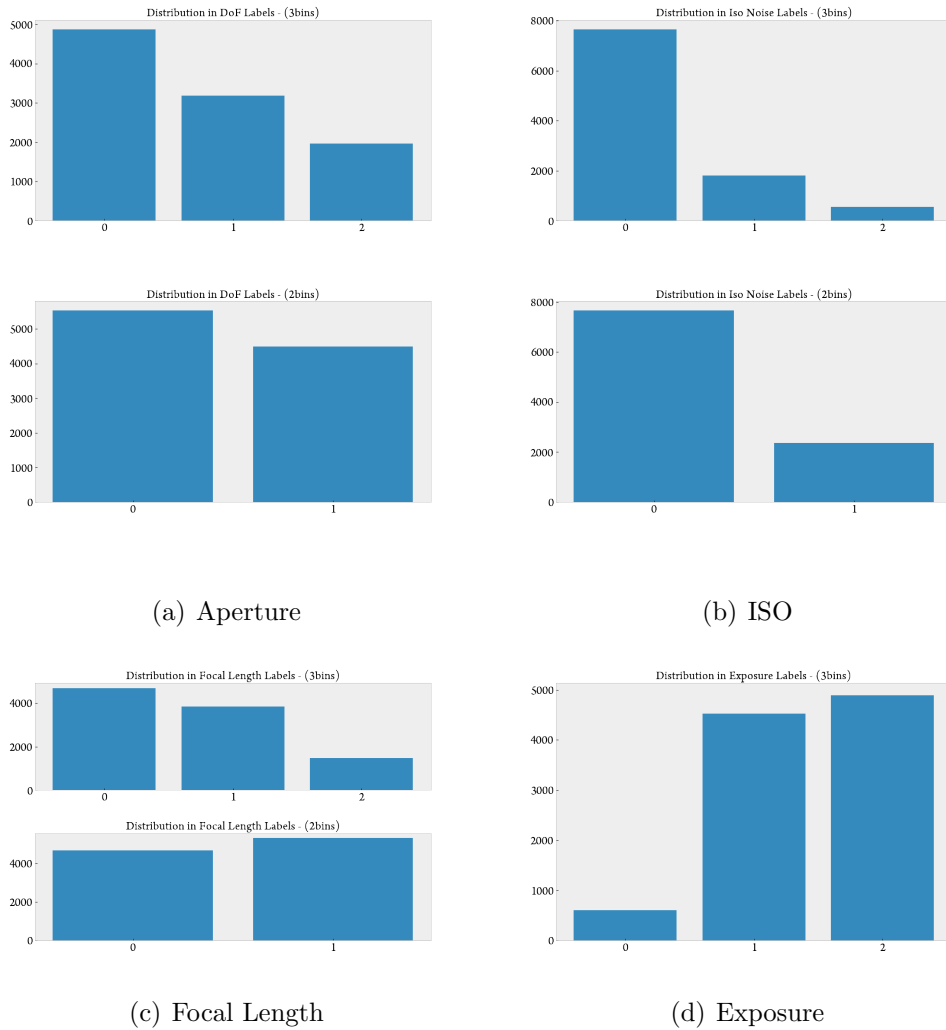 Distribution in DoF Labels - (3bins)
5000
4000
3000
2000
1000
0
0 1 2
Distribution in Iso Noise Labels - (3bins)
8000
6000
4000
2000
0
0 1 2
Distribution in DoF Labels - (2bins)
5000
4000
3000
2000
1000
0
0 1
Distribution in Iso Noise Labels - (2bins)
8000
6000
4000
2000
0
0 1
(a) Aperture
(b) ISO
Distribution in Focal Length Labels - (3bins)
4000
2000
0
0 1 2
Distribution in Focal Length Labels - (2bins)
4000
2000
0
0 1
Distribution in Exposure Labels - (3bins)
5000
4000
3000
2000
1000
0
0 1 2
(c) Focal Length
(d) Exposure